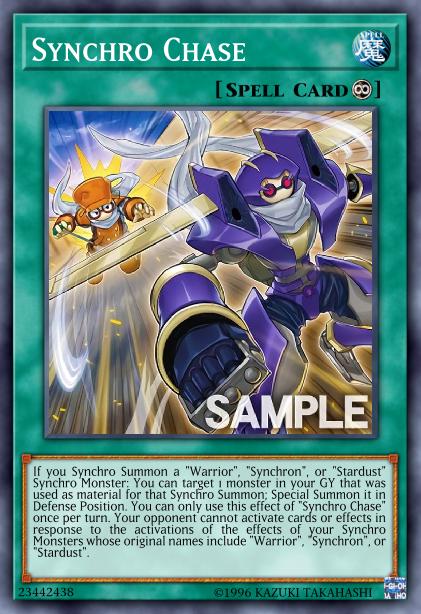 SYNCHRO CHASE
SPELL
魔
[SPELL CARD]
SAMPLE
If you Synchro Summon a "Warrior", "Synchron", or "Stardust"
Synchro Monster: You can target 1 monster in your GY that was
used as material for that Synchro Summon; Special Summon it in
Defense Position. You can only use this effect of "Synchro Chase"
once per turn. Your opponent cannot activate cards or effects in
response to the activations of the effects of your Synchro
Monsters whose original names include "Warrior", "Synchron", or
"Stardust".
23442438
©1996 KAZUKI TAKAHASHI